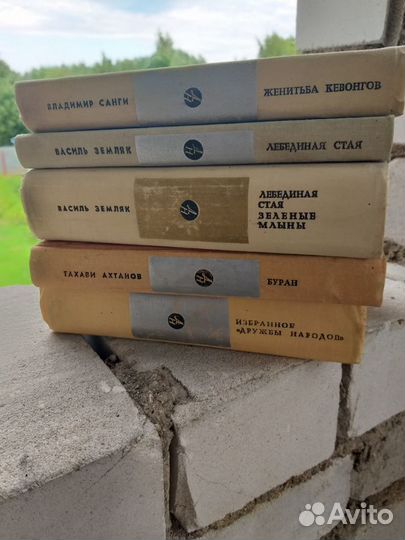 ВЛАДИМИР САНГИ ЖЕНИТЬБА КЕВОНГОВ
ВАСИЛЬ ЗЕМЛЯК ЛЕБЕДИНАЯ СТАЯ
ВАСИЛЬ ЗЕМЛЯК ЛЕБЕДИНАЯ
СТАЯ
ЗЕЛЕНЫЕ
МЛЫНЫ
ТАХАВИ АХТАНОВ БУРАН
ИЗБРАННОЕ
«ДРУЖБЫ НАРОДОВ»
Avito